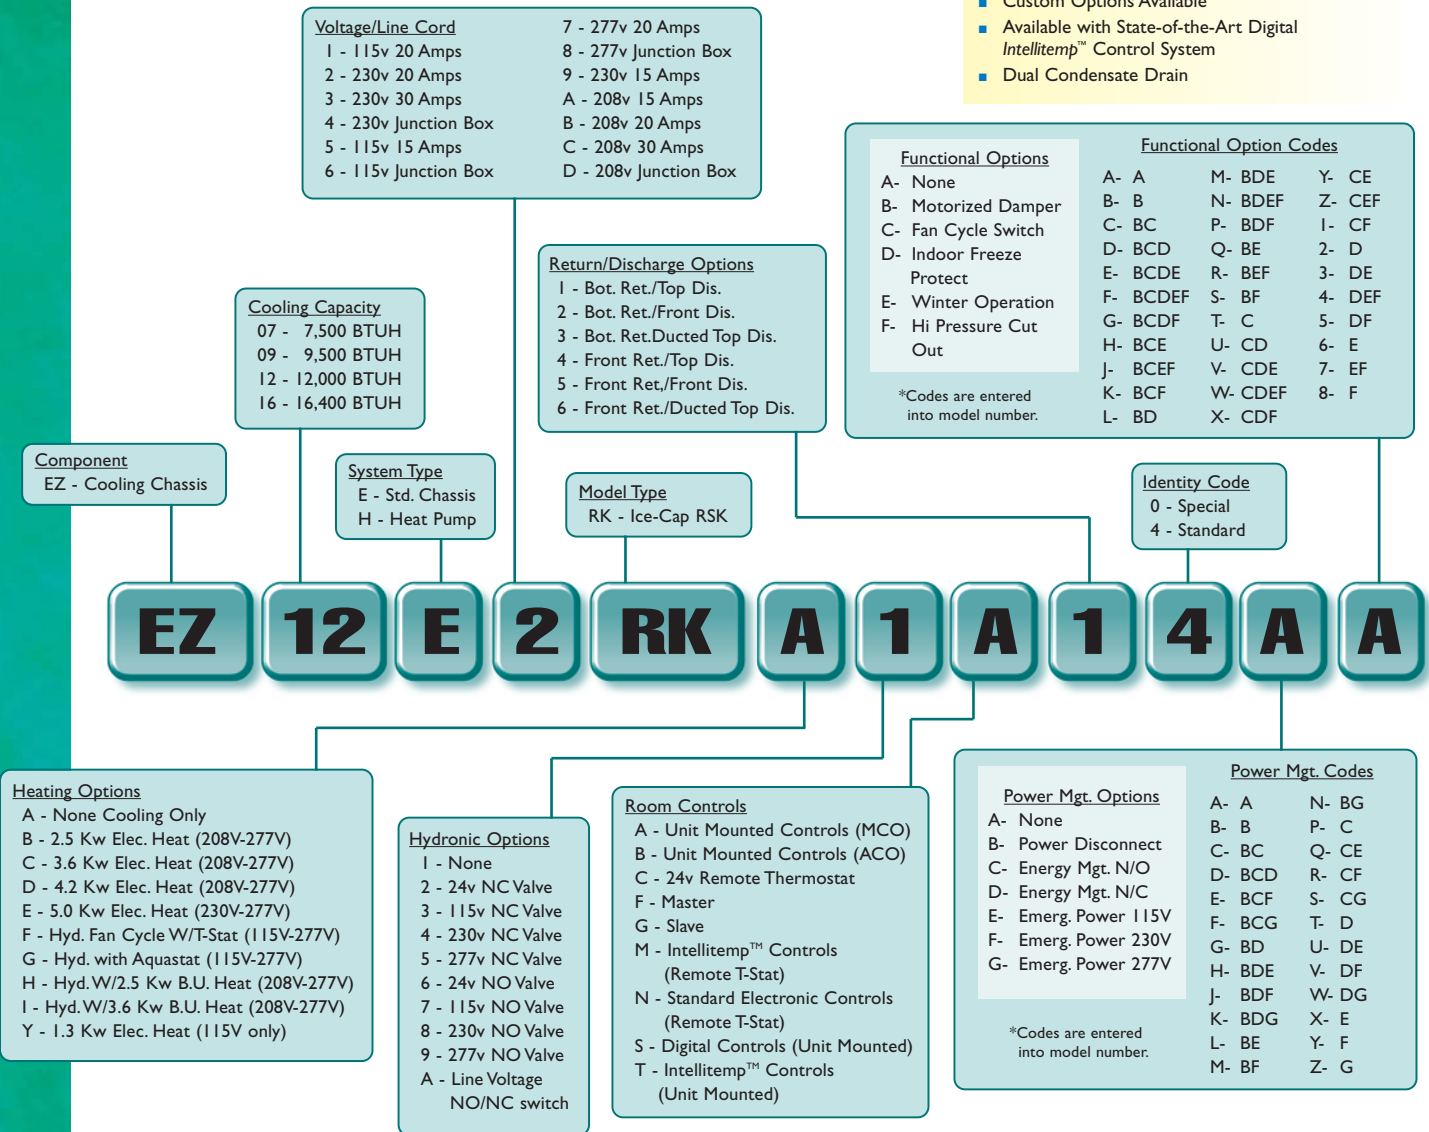 Custom Options Available
Available with State-of-the-Art Digital
Intellitemp™ Control System
Dual Condensate Drain
Voltage/Line Cord
1 - 115v 20 Amps
2 - 230v 20 Amps
3 - 230v 30 Amps
4 - 230v Junction Box
5 - 115v 15 Amps
6 - 115v Junction Box
7 - 277v 20 Amps
8 - 277v Junction Box
9 - 230v 15 Amps
A - 208v 15 Amps
B - 208v 20 Amps
C - 208v 30 Amps
D - 208v Junction Box
Functional Options
A- None
B- Motorized Damper
C- Fan Cycle Switch
D- Indoor Freeze
Protect
E- Winter Operation
F- Hi Pressure Cut
Out
*Codes are entered
into model number.
Functional Option Codes
A- A
B- B
C- BC
D- BCD
E- BCDE
F- BCDEF
G- BCDF
H- BCE
J- BCEF
K- BCF
L- BD
M- BDE
N- BDEF
P- BDF
Q- BE
R- BEF
S- BF
T- C
U- CD
V- CDE
W- CDEF
X- CDF
Y- CE
Z- CEF
1- CF
2- D
3- DE
4- DEF
5- DF
6- E
7- EF
8- F
Return/Discharge Options
1 - Bot. Ret./Top Dis.
2 - Bot. Ret./Front Dis.
3 - Bot. Ret.Ducted Top Dis.
4 - Front Ret./Top Dis.
5 - Front Ret,/Front Dis.
6 - Front Ret./Ducted Top Dis.
Cooling Capacity
07 - 7,500 BTUH
09 - 9,500 BTUH
12 - 12,000 BTUH
16 - 16,400 BTUH
Component
EZ - Cooling Chassis
System Type
E - Std. Chassis
H - Heat Pump
Model Type
RK - Ice-Cap RSK
Identity Code
0 - Special
4 - Standard
EZ 12 E 2 RK A 1 A 1 4 A A
Heating Options
A - None Cooling Only
B - 2.5 Kw Elec. Heat (208V-277V)
C - 3.6 Kw Elec. Heat (208V-277V)
D - 4.2 Kw Elec. Heat (208V-277V)
E - 5.0 Kw Elec. Heat (230V-277V)
F - Hyd. Fan Cycle W/T-Stat (115V-277V)
G - Hyd. with Aquastat (115V-277V)
H - Hyd. W/2.5 Kw B.U. Heat (208V-277V)
I - Hyd. W/3.6 Kw B.U. Heat (208V-277V)
Y - 1.3 Kw Elec. Heat (115V only)
Hydronic Options
1 - None
2 - 24v NC Valve
3 - 115v NC Valve
4 - 230v NC Valve
5 - 277v NC Valve
6 - 24v NO Valve
7 - 115v NO Valve
8 - 230v NO Valve
9 - 277v NO Valve
A - Line Voltage
NO/NC switch
Room Controls
A - Unit Mounted Controls (MCO)
B - Unit Mounted Controls (ACO)
C - 24v Remote Thermostat
F - Master
G - Slave
M - Intellitemp™ Controls
(Remote T-Stat)
N - Standard Electronic Controls
(Remote T-Stat)
S - Digital Controls (Unit Mounted)
T - Intellitemp™ Controls
(Unit Mounted)
Power Mgt. Options
A- None
B- Power Disconnect
C- Energy Mgt. N/O
D- Energy Mgt. N/C
E- Emerg. Power 115V
F- Emerg. Power 230V
G- Emerg. Power 277V
*Codes are entered
into model number.
Power Mgt. Codes
A- A
B- B
C- BC
D- BCD
E- BCF
F- BCG
G- BD
H- BDE
J- BDF
K- BDG
L- BE
M- BF
N- BG
P- C
Q- CE
R- CF
S- CG
T- D
U- DE
V- DF
W- DG
X- E
Y- F
Z- G